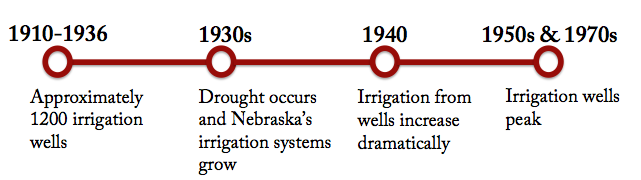 1910-1936
Approximately
1200 irrigation
wells
1930s
Drought occurs
and Nebraska's
irrigation systems
grow
1940
Irrigation from
wells increase
dramatically
1950s & 1970s
Irrigation wells
peak